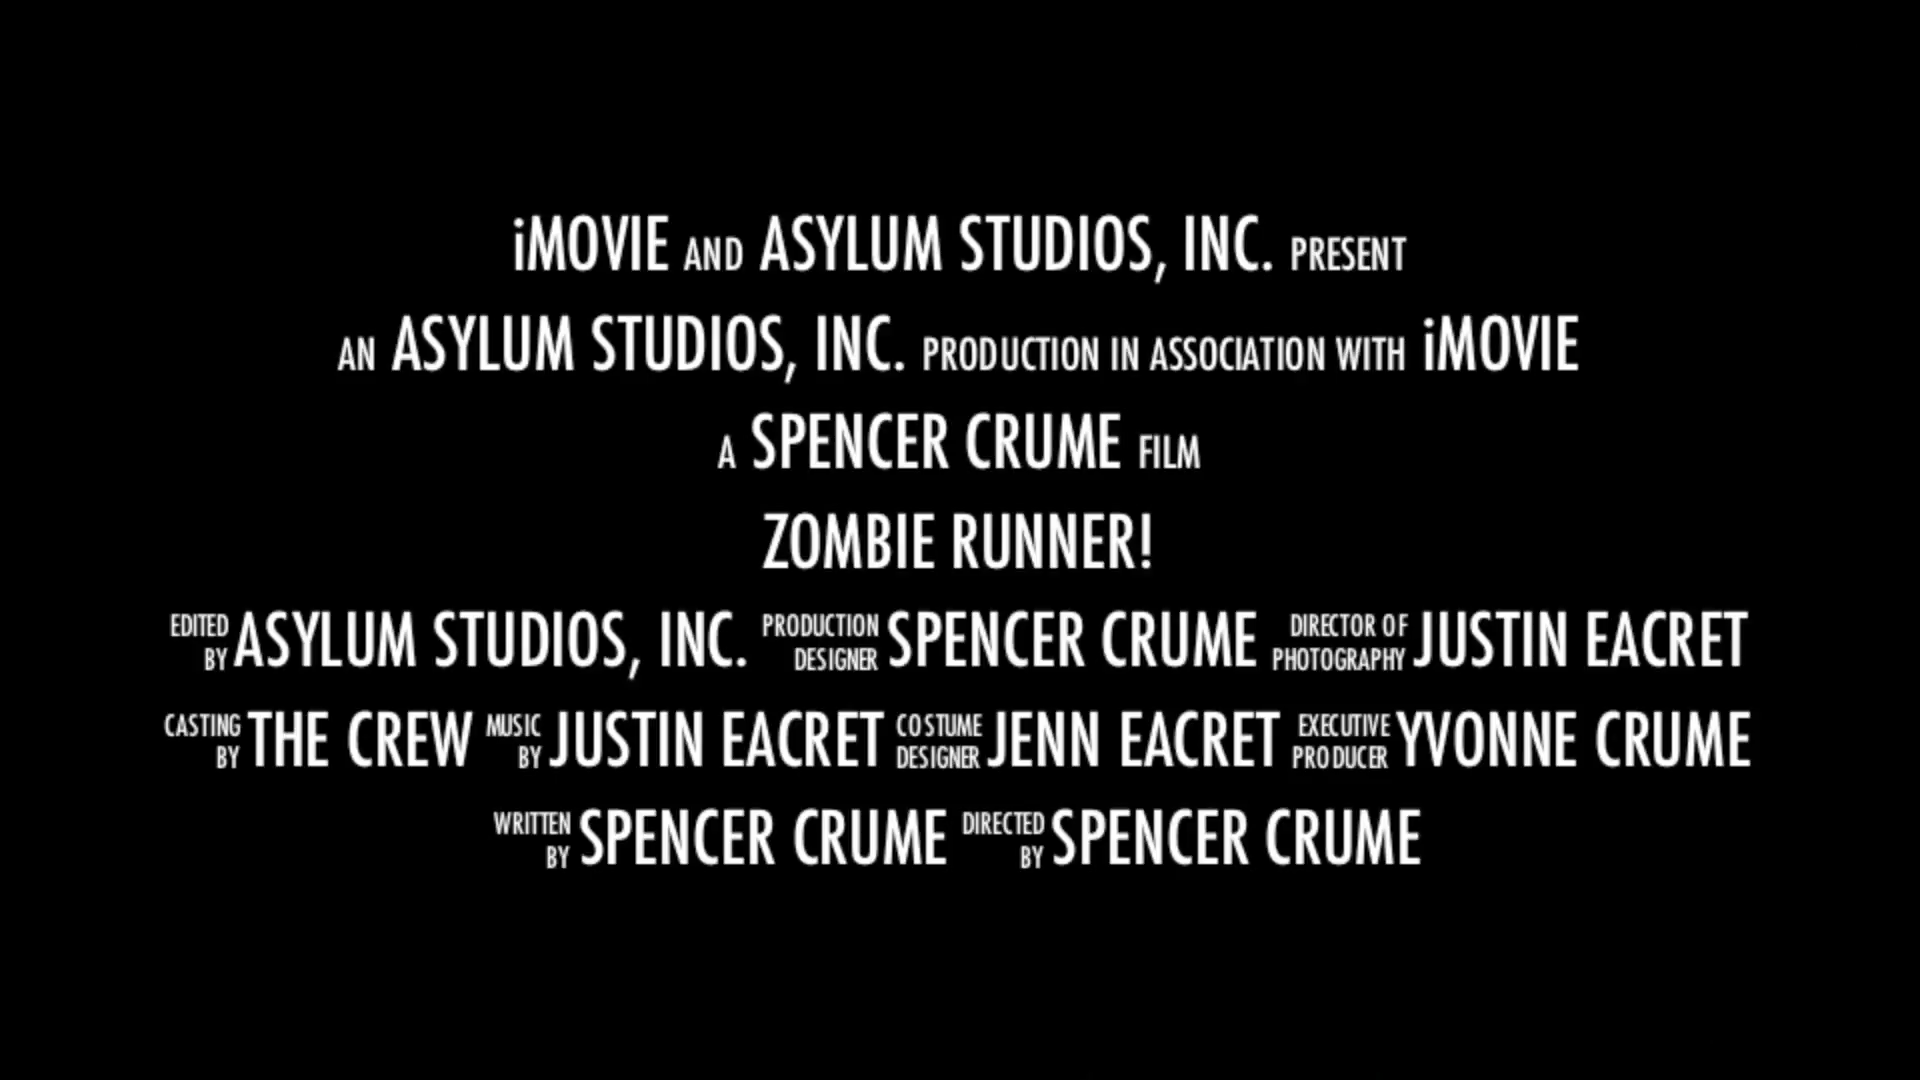 iMOVIE AND ASYLUM STUDIOS, INC. PRESENT
AN ASYLUM STUDIOS, INC. PRODUCTION IN ASSOCIATION WITH iMOVIE
A SPENCER CRUME FILM
ZOMBIE RUNNER!
EDITED BY ASYLUM STUDIOS, INC. PRODUCTION DESIGNER SPENCER CRUME DIRECTOR OF PHOTOGRAPHY JUSTIN EACRET
CASTING BY THE CREW MUSIC BY JUSTIN EACRET COSTUME DESIGNER JENN EACRET EXECUTIVE PRODUCER YVONNE CRUME
WRITTEN BY SPENCER CRUME DIRECTED BY SPENCER CRUME